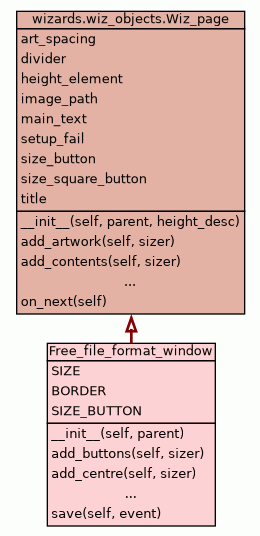 wizards.wiz_objects.Wiz_page
art_spacing
divider
height_element
image_path
main_text
setup_fail
size_button
size_square_button
title
__init__(self, parent, height_desc)
add_artwork(self, sizer)
add_contents(self, sizer)
...
on_next(self)
Free_file_format_window
SIZE
BORDER
SIZE_BUTTON
__init__(self, parent)
add_buttons(self, sizer)
add_centre(self, sizer)
...
save(self, event)